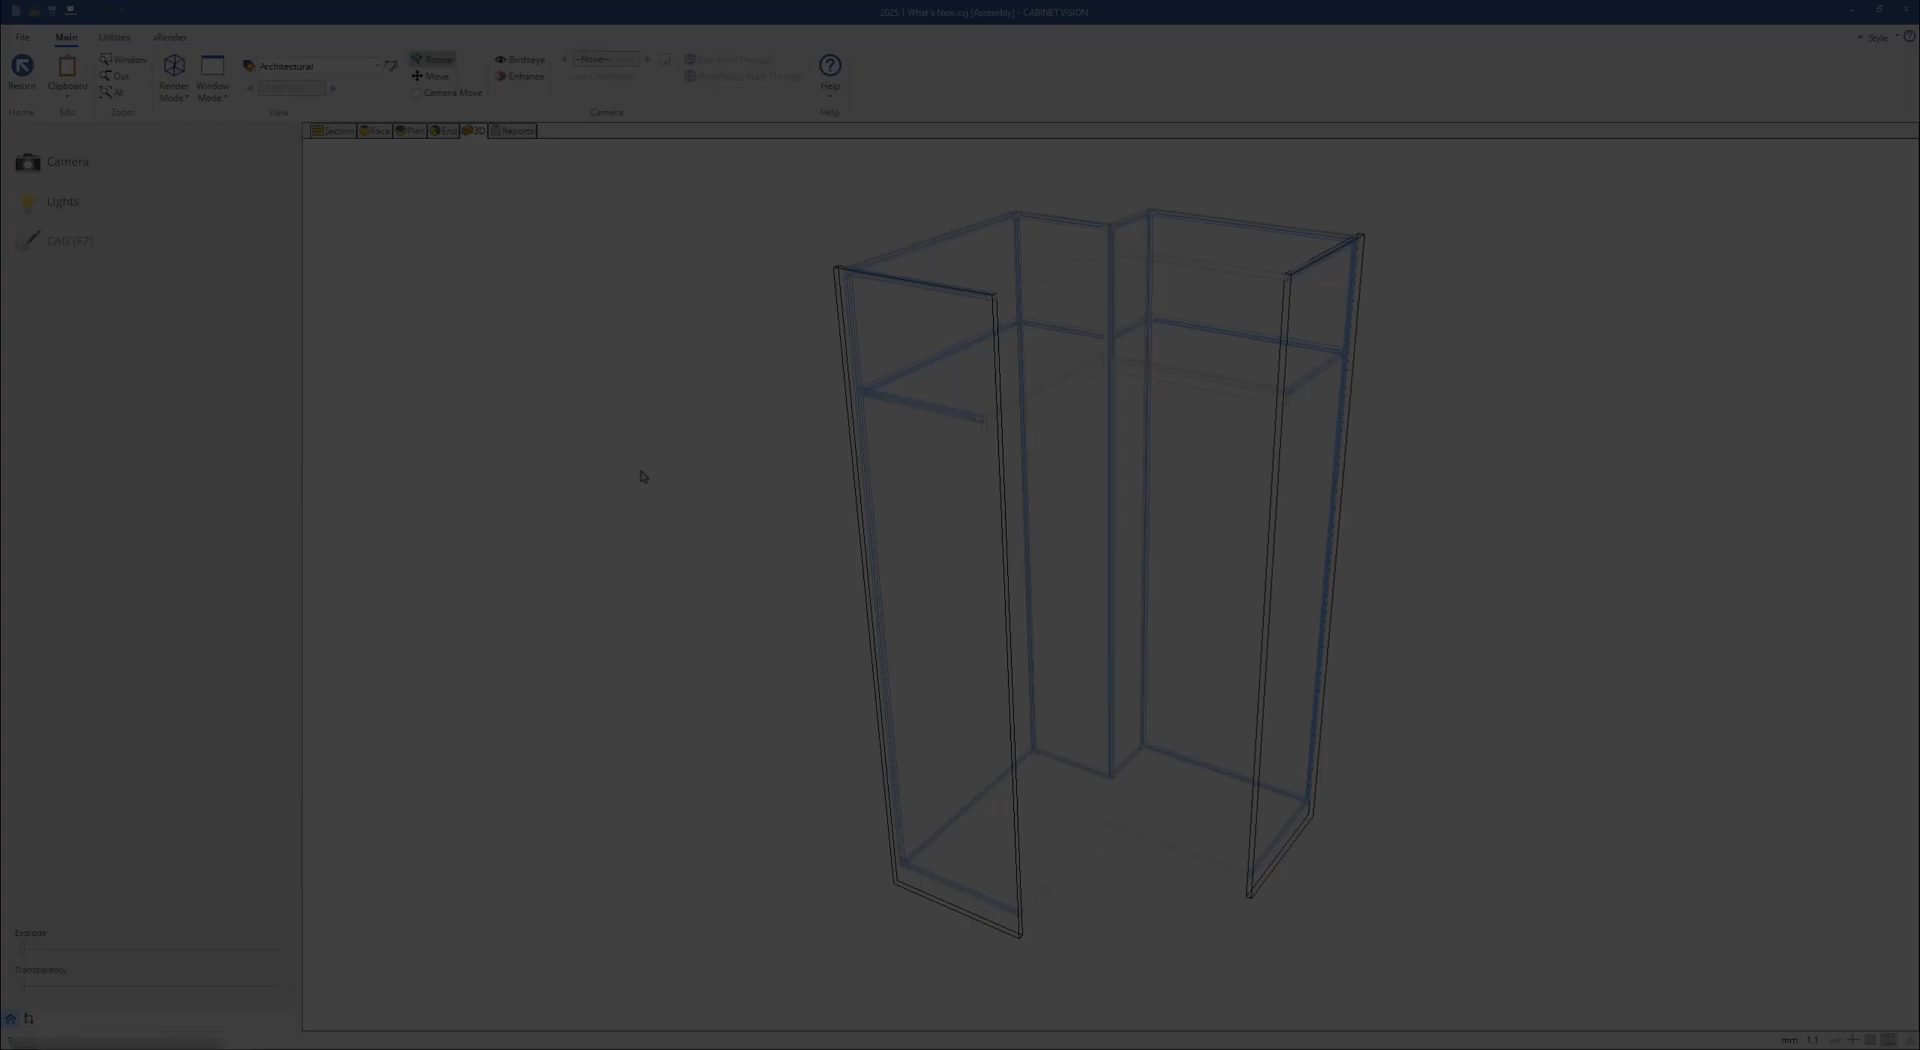 2025.1 What's New.cvj [Assembly] - CABINET VISION
File Main Utilities xRender
Style
Return
Clipboard
Window
Out
All
Render Mode
Window Mode
Architectural
Rotate
Move
Camera Move
Birdseye
Enhance
--None--
Help
Home Edit Zoom View Camera Help
Section Face Plan End 3D Reports
Camera
Lights
CAD (F7)
Explode
Transparency
mm 1.1